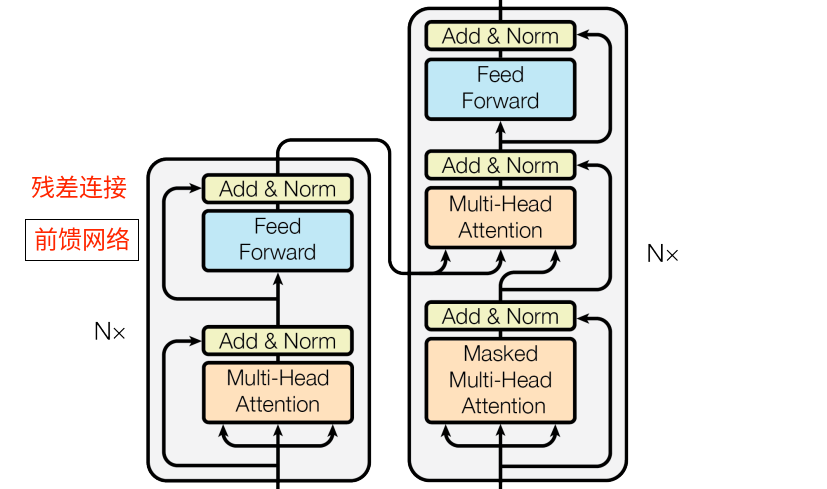 残差连接
前馈网络
Nx
Add & Norm
Feed
Forward
Add & Norm
Multi-Head
Attention
Add & Norm
Feed
Forward
Add & Norm
Multi-Head
Attention
Add & Norm
Masked
Multi-Head
Attention
Nx